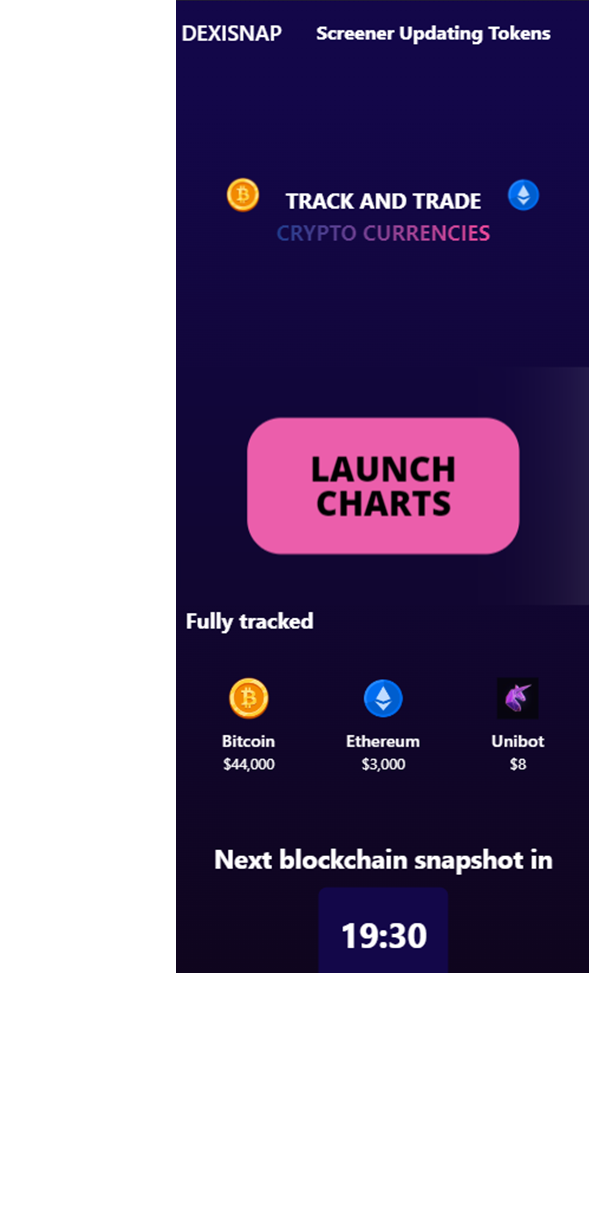 DEXISNAP
Screener Updating Tokens
TRACK AND TRADE
CRYPTO CURRENCIES
LAUNCH
CHARTS
Fully tracked
Bitcoin
$44,000
Ethereum
$3,000
Unibot
$8
Next blockchain snapshot in
19:30